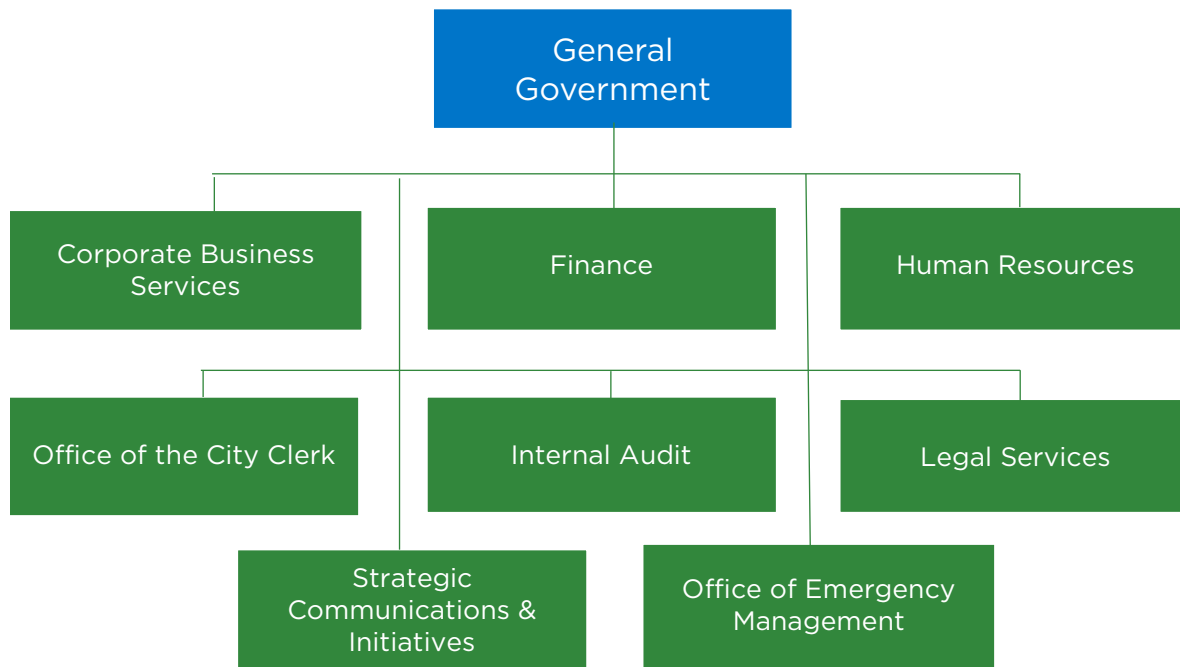 General
Government
Corporate Business
Services
Finance
Human Resources
Office of the City Clerk
Internal Audit
Legal Services
Strategic
Communications &
Initiatives
Office of Emergency
Management